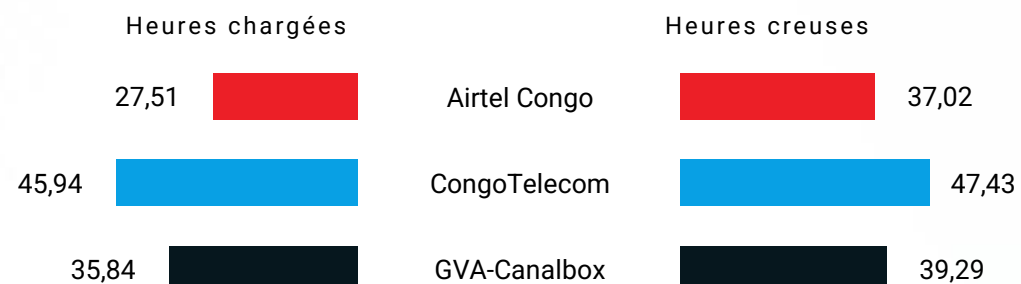 Heures chargées Heures creuses
27,51 Airtel Congo 37,02
45,94 CongoTelecom 47,43
35,84 GVA-Canalbox 39,29